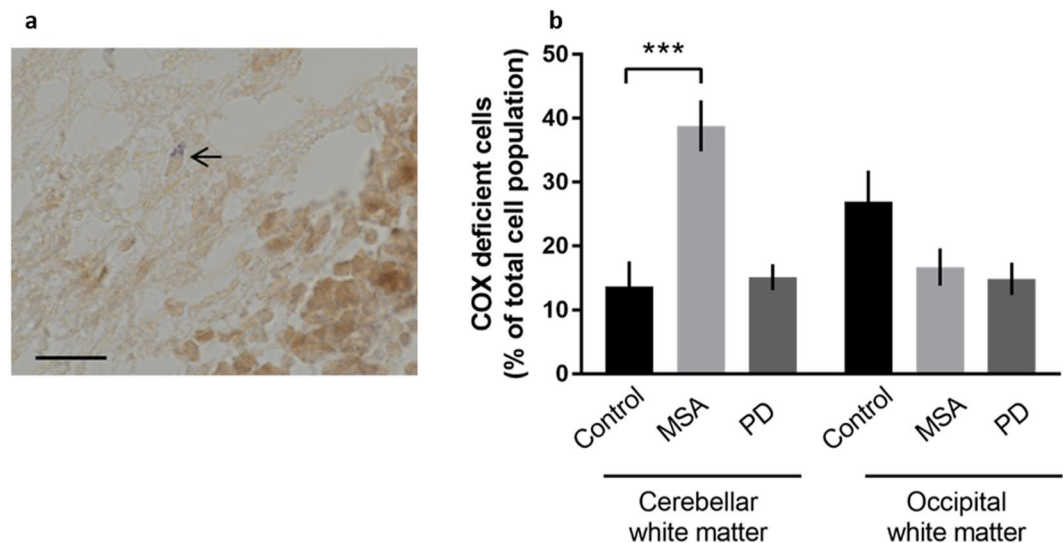 a
b
***
COX deficient cells
(% of total cell population)
50
40
30
20
10
0
Control
MSA
PD
Control
MSA
PD
Cerebellar
white matter
Occipital
white matter